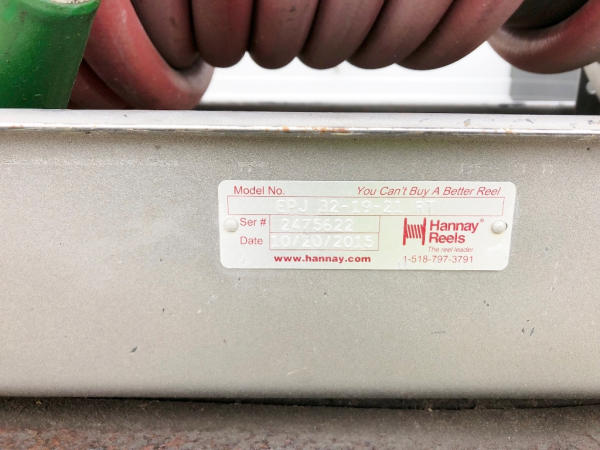 Model No. You Can't Buy A Better Reel
EPJ 32-19-21 RT
Ser # 2475622
Date 10/20/2015
Hannay®
Reels
The reel leader
www.hannay.com 1-518-797-3791